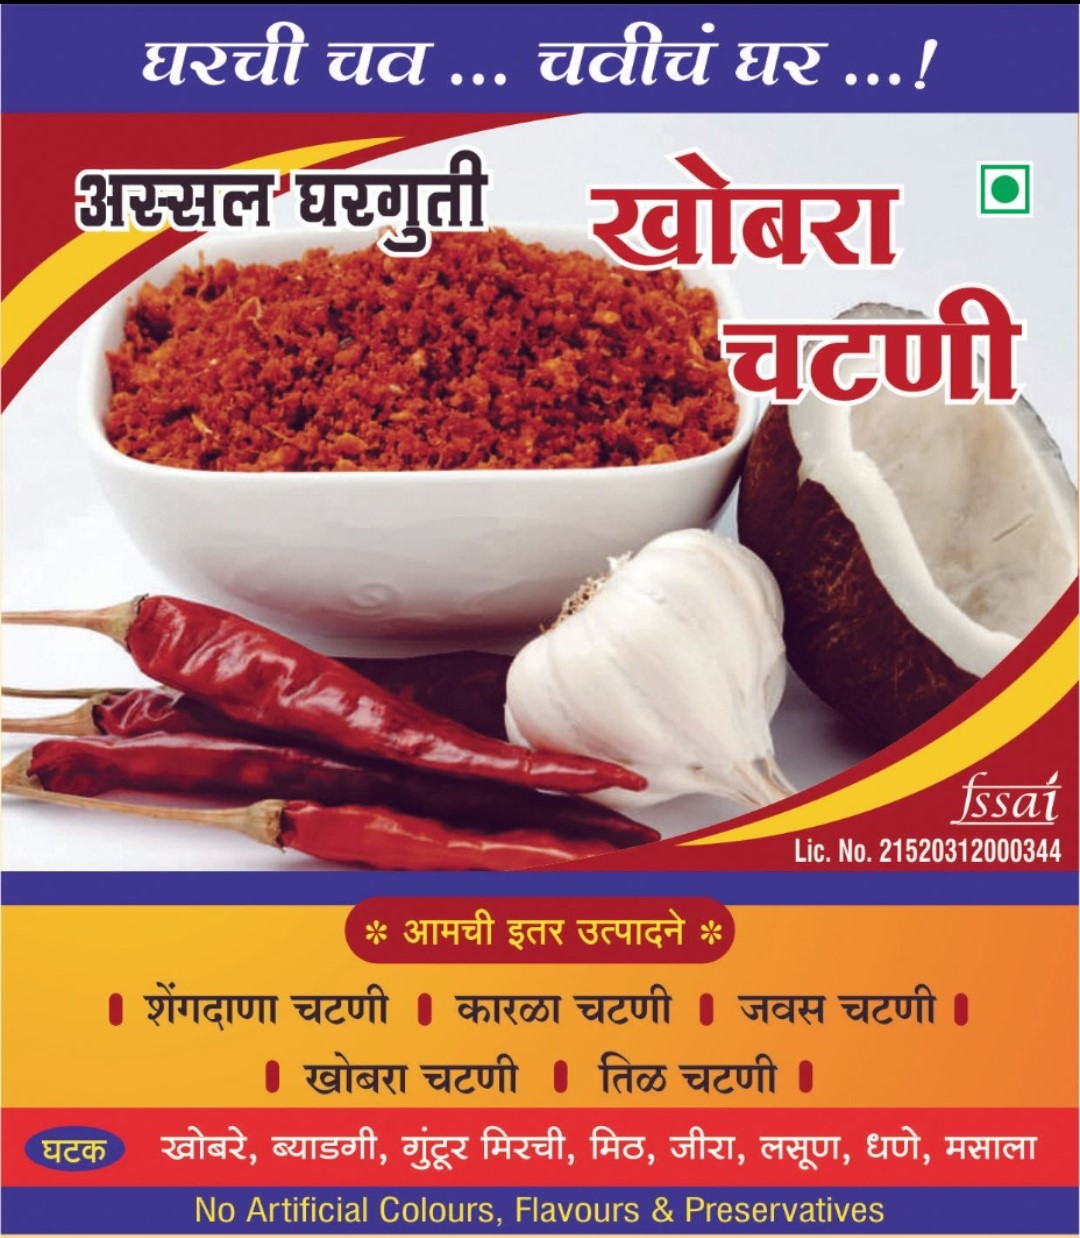 घरची चव ... चवीचं घर ...!
अस्सल घरगुती
खोबरा
चटणी
fssai
Lic. No. 21520312000344
* आमची इतर उत्पादने *
शेंगदाणा चटणी कारळा चटणी जवस चटणी
खोबरा चटणी तिळ चटणी
घटक खोबरे, ब्याडगी, गुंटूर मिरची, मिठ, जीरा, लसूण, धणे, मसाला
No Artificial Colours, Flavours & Preservatives